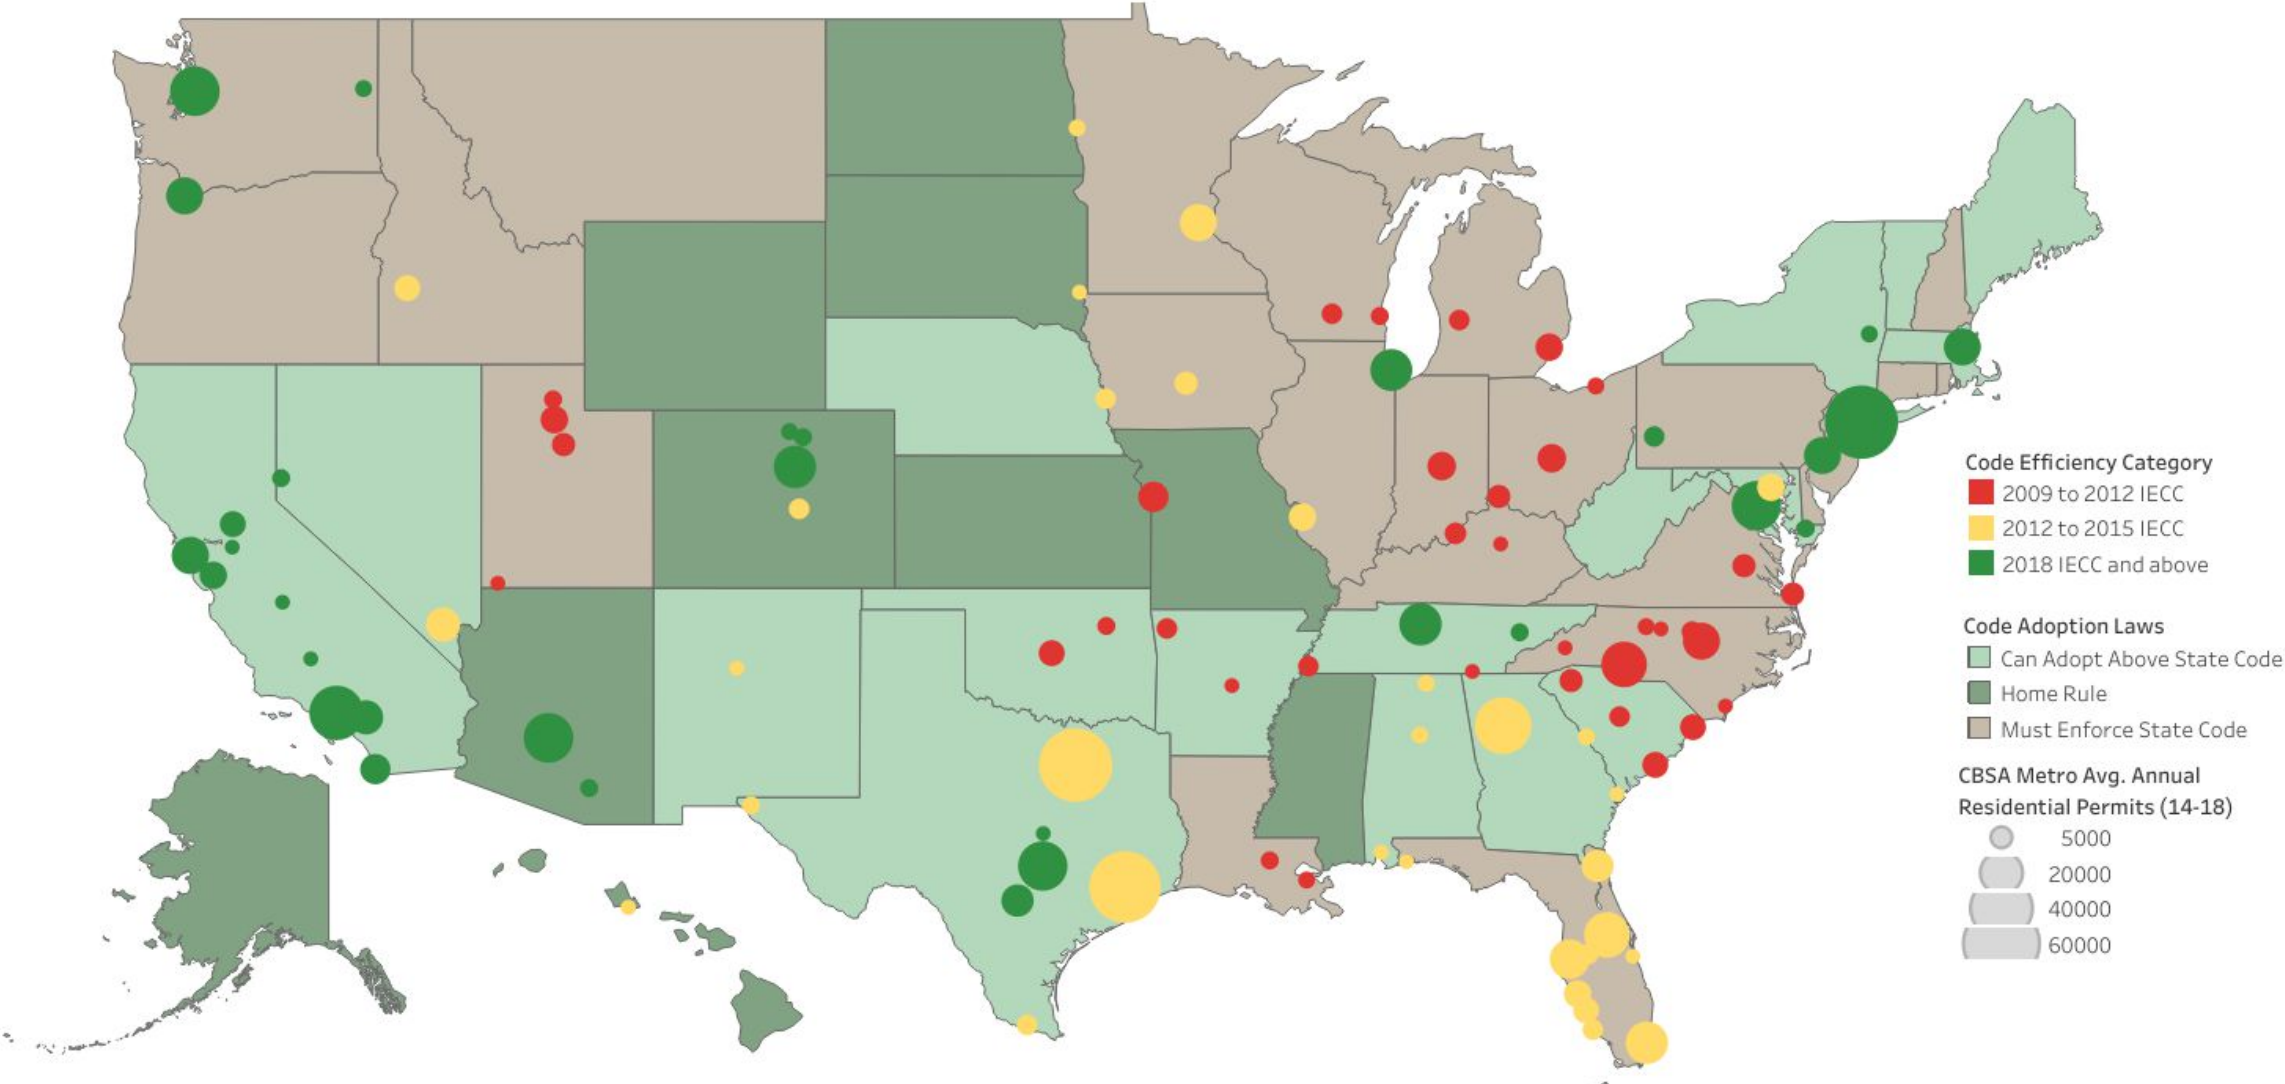 Code Efficiency Category
2009 to 2012 IECC
2012 to 2015 IECC
2018 IECC and above
Code Adoption Laws
Can Adopt Above State Code
Home Rule
Must Enforce State Code
CBSA Metro Avg. Annual
Residential Permits (14-18)
5000
20000
40000
60000